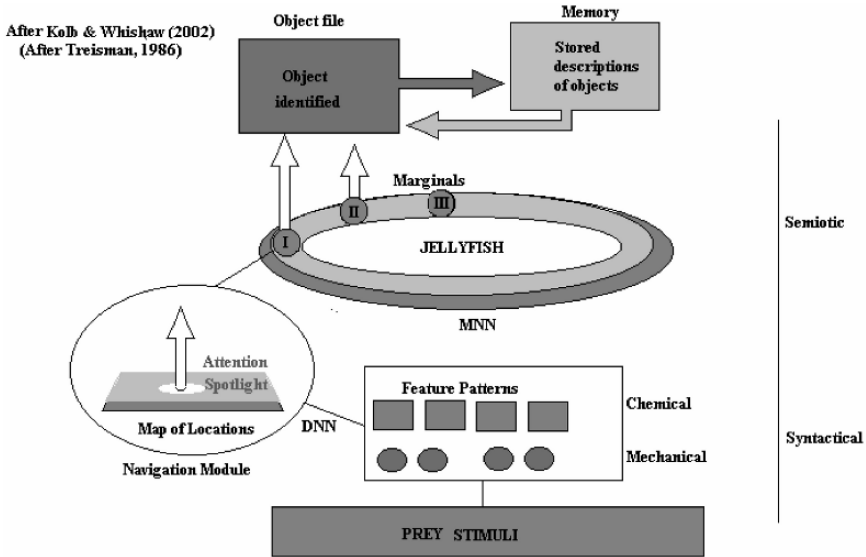 After Kolb & Whishaw (2002)
(After Treisman, 1986)
Object file
Memory
Object
identified
Stored
descriptions
of objects
Marginals
I
II
III
JELLYFISH
MNN
Semiotic
Attention
Spotlight
Map of Locations
Navigation Module
DNN
Feature Patterns
Chemical
Mechanical
Syntactical
PREY STIMULI